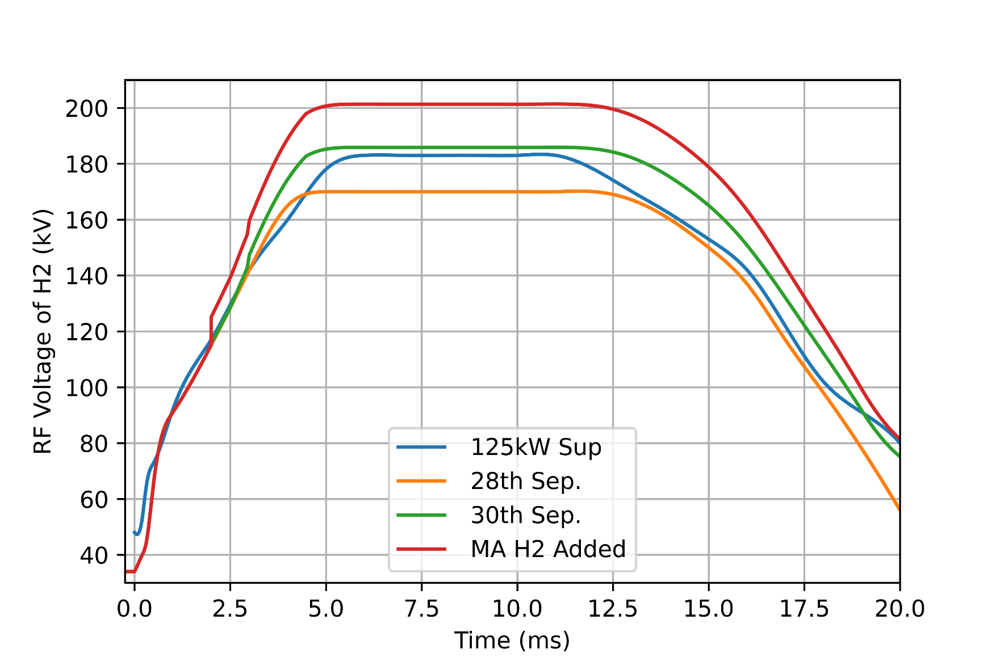 RF Voltage of H2 (kV)
200
180
160
140
120
100
80
60
40
125kW Sup
28th Sep.
30th Sep.
MA H2 Added
0.0 2.5 5.0 7.5 10.0 12.5 15.0 17.5 20.0
Time (ms)